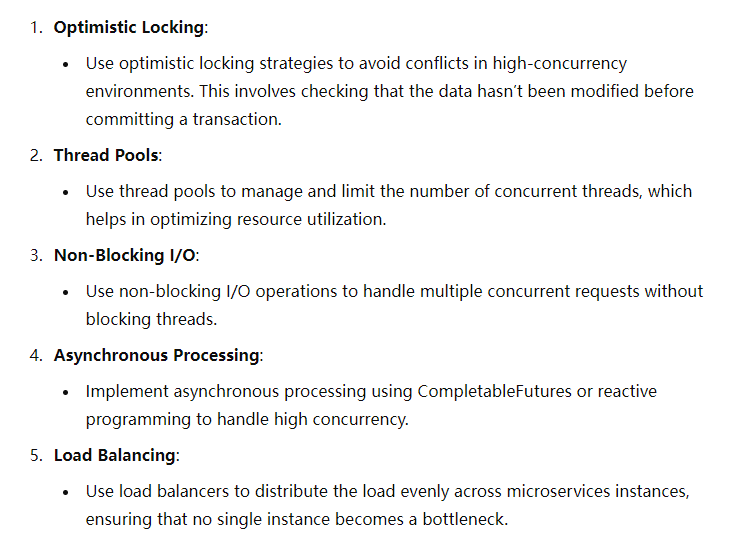 1. Optimistic Locking:
• Use optimistic locking strategies to avoid conflicts in high-concurrency
environments. This involves checking that the data hasn’t been modified before
committing a transaction.
2. Thread Pools:
• Use thread pools to manage and limit the number of concurrent threads, which
helps in optimizing resource utilization.
3. Non-Blocking I/O:
• Use non-blocking I/O operations to handle multiple concurrent requests without
blocking threads.
4. Asynchronous Processing:
• Implement asynchronous processing using CompletableFutures or reactive
programming to handle high concurrency.
5. Load Balancing:
• Use load balancers to distribute the load evenly across microservices instances,
ensuring that no single instance becomes a bottleneck.